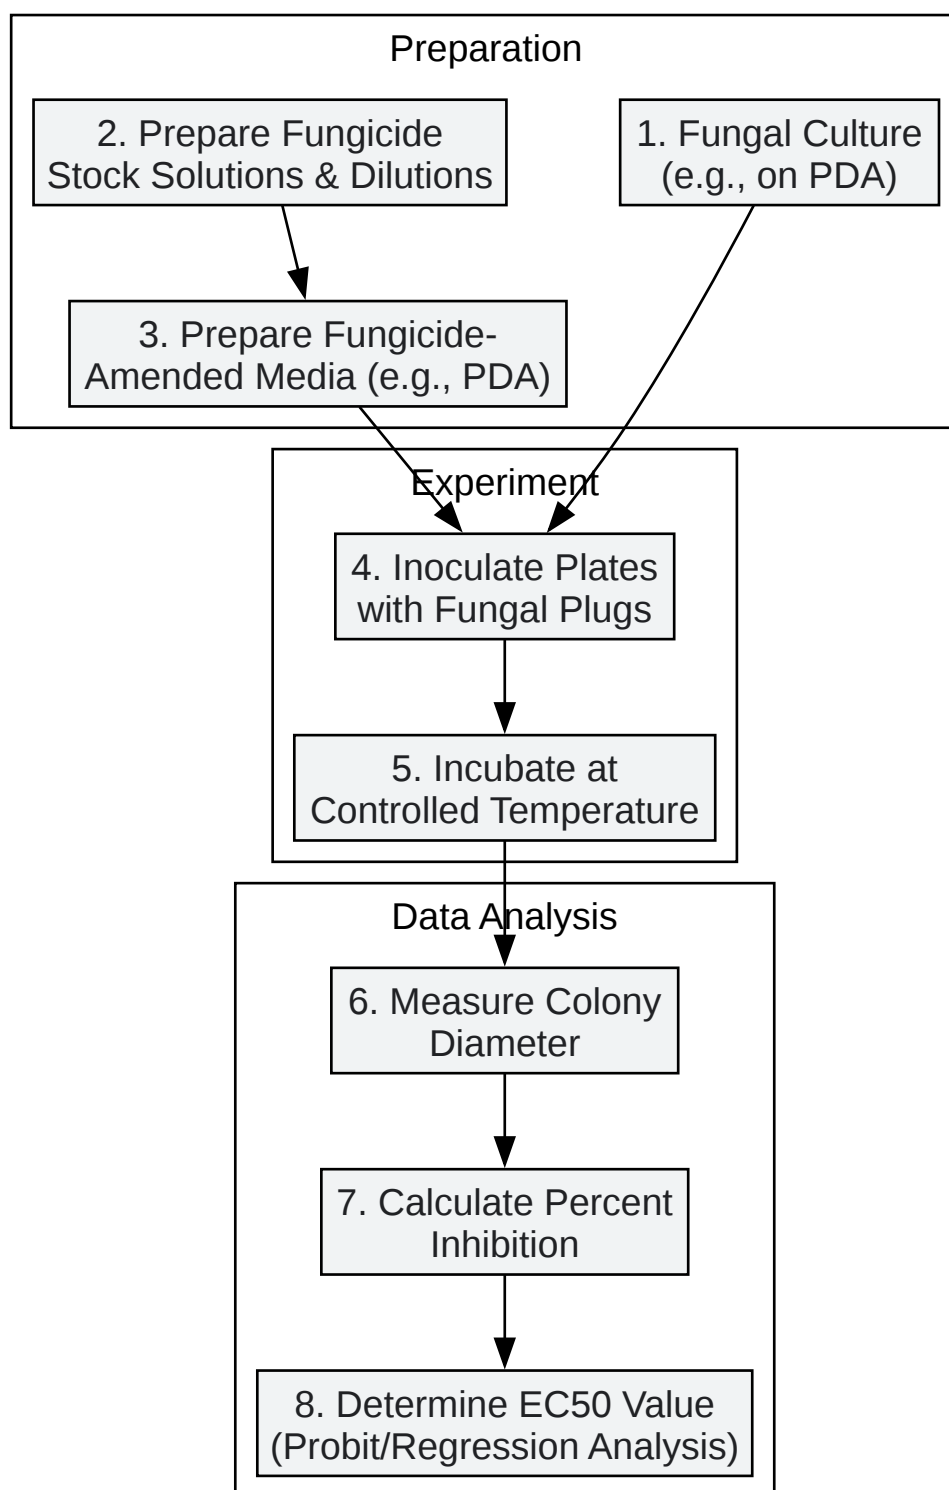 Preparation
2. Prepare Fungicide
Stock Solutions & Dilutions
1. Fungal Culture
(e.g., on PDA)
3. Prepare Fungicide-
Amended Media (e.g., PDA)
Experiment
4. Inoculate Plates
with Fungal Plugs
5. Incubate at
Controlled Temperature
Data Analysis
6. Measure Colony
Diameter
7. Calculate Percent
Inhibition
8. Determine EC50 Value
(Probit/Regression Analysis)